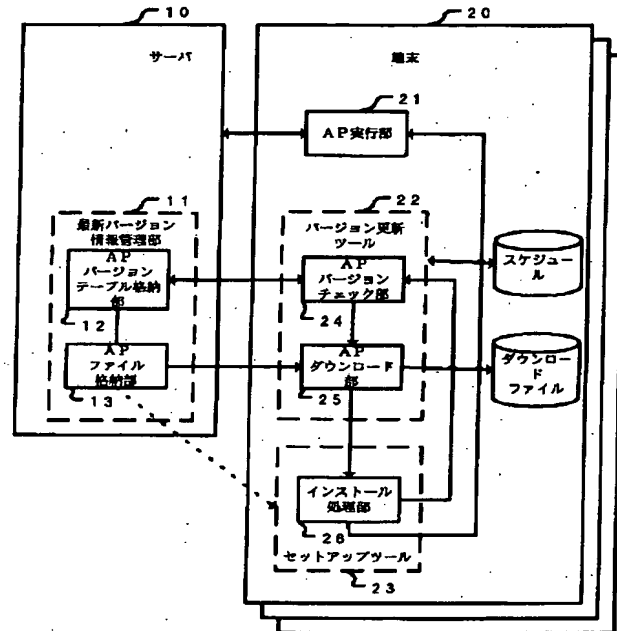 10
サーバ
20
端末
21
AP実行部
11
最新バージョン
情報管理部
AP
バージョン
テーブル格納
部
12
AP
ファイル
格納部
13
22
バージョン更新
ツール
AP
バージョン
チェック部
24
AP
ダウンロード
部
25
スケジュー
ル
ダウンロー
ド
ファイル
インストール
処理部
26
セットアップツール
23